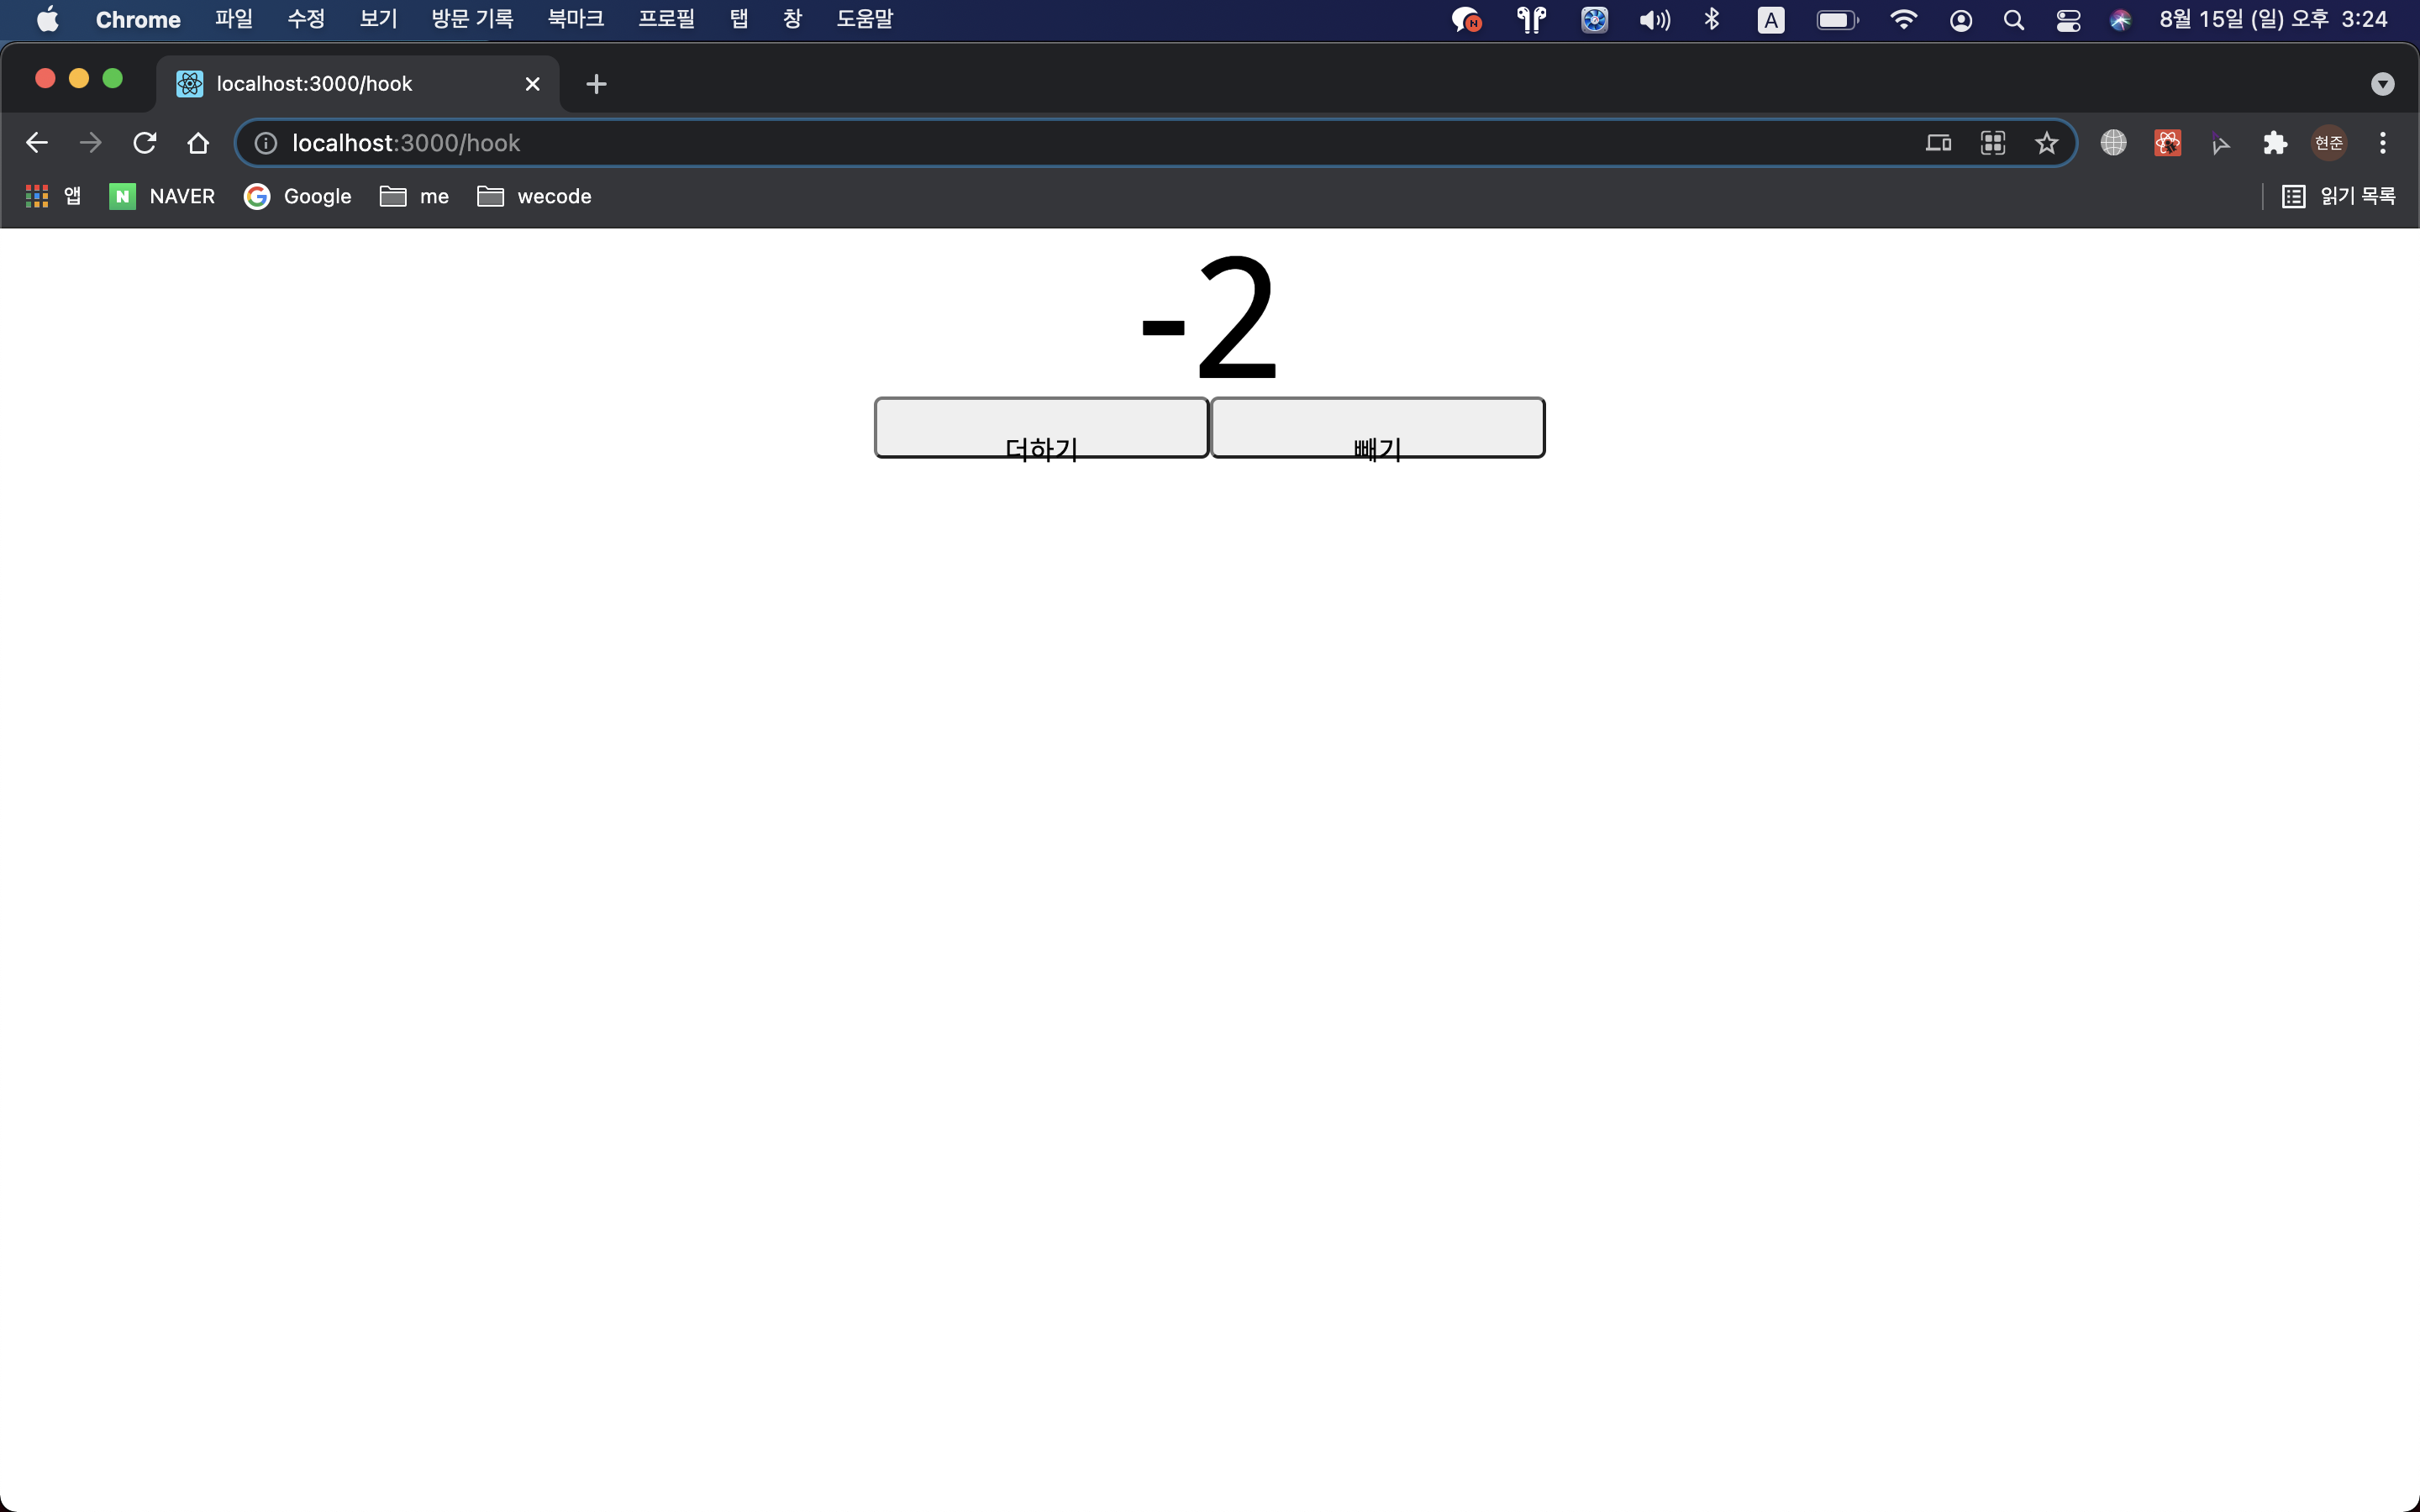 Chrome 파일 수정 보기 방문 기록 북마크 프로필 탭 창 도움말 A 8월 15일 (일) 오후 3:24
localhost:3000/hook
localhost:3000/hook 현준
앱 N NAVER Google me wecode 읽기 목록
-2
더하기 빼기